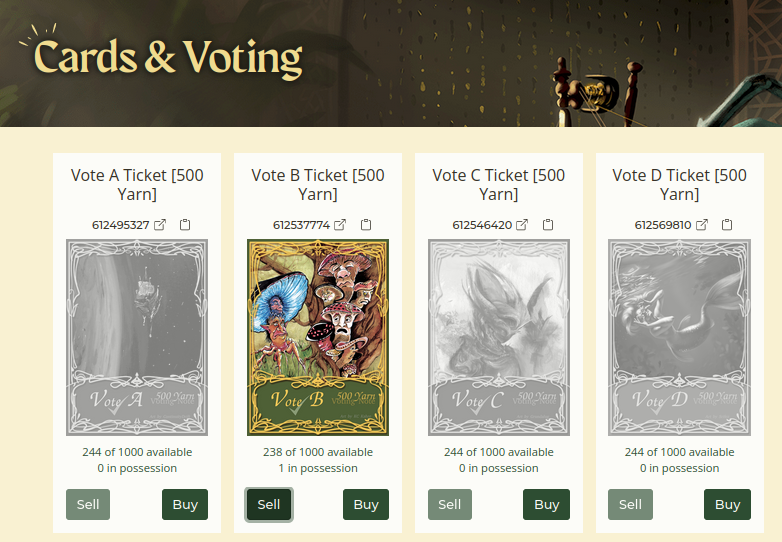 Cards & Voting
Vote A Ticket [500
Yarn]
612495327
Vote A
500 Yarn
244 of 1000 available
0 in possession
Sell
Buy
Vote B Ticket [500
Yarn]
612537774
Vote B
500 Yarn
238 of 1000 available
1 in possession
Sell
Buy
Vote C Ticket [500
Yarn]
612546420
Vote C
500 Yarn
244 of 1000 available
0 in possession
Sell
Buy
Vote D Ticket [500
Yarn]
612569810
Vote D
500 Yarn
244 of 1000 available
0 in possession
Sell
Buy